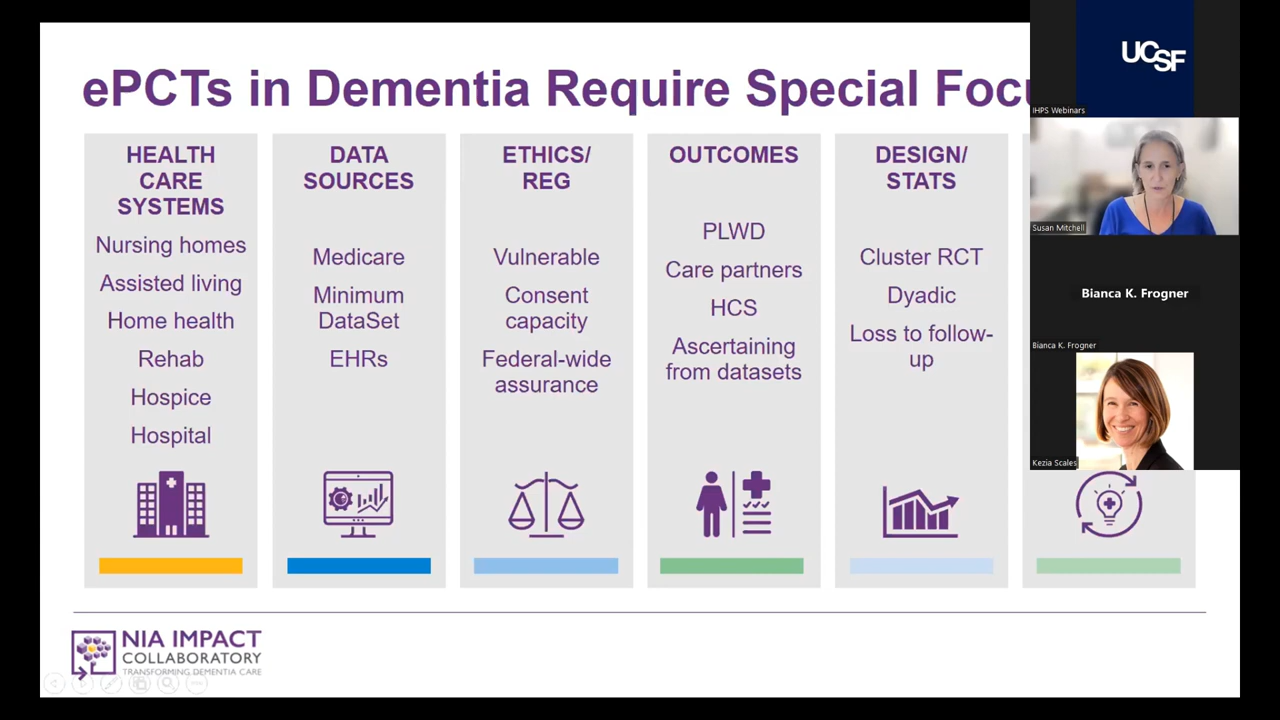 ePCTs in Dementia Require Special Foc
HEALTH
CARE
SYSTEMS
Nursing homes
Assisted living
Home health
Rehab
Hospice
Hospital
DATA
SOURCES
Medicare
Minimum
DataSet
EHRs
ETHICS/
REG
Vulnerable
Consent
capacity
Federal-wide
assurance
OUTCOMES
PLWD
Care partners
HCS
Ascertaining
from datasets
DESIGN/
STATS
Cluster RCT
Dyadic
Loss to follow-
up
NIA IMPACT
COLLABORATORY
TRANSFORMING DEMENTIA CARE
UCSF
IHPS Webinars
Susan Mitchell
Bianca K. Frogner
Bianca K. Frogner
Kezia Scales